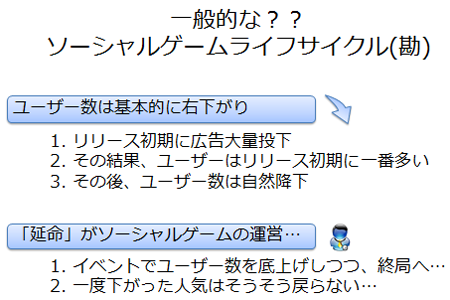 一般的な？？
ソーシャルゲームライフサイクル(勘)
ユーザー数は基本的に右下がり
1. リリース初期に広告大量投下
2. その結果、ユーザーはリリース初期に一番多い
3. その後、ユーザー数は自然降下
「延命」がソーシャルゲームの運営…
1. イベントでユーザー数を底上げしつつ、終局へ…
2. 一度下がった人気はそうそう戻らない…